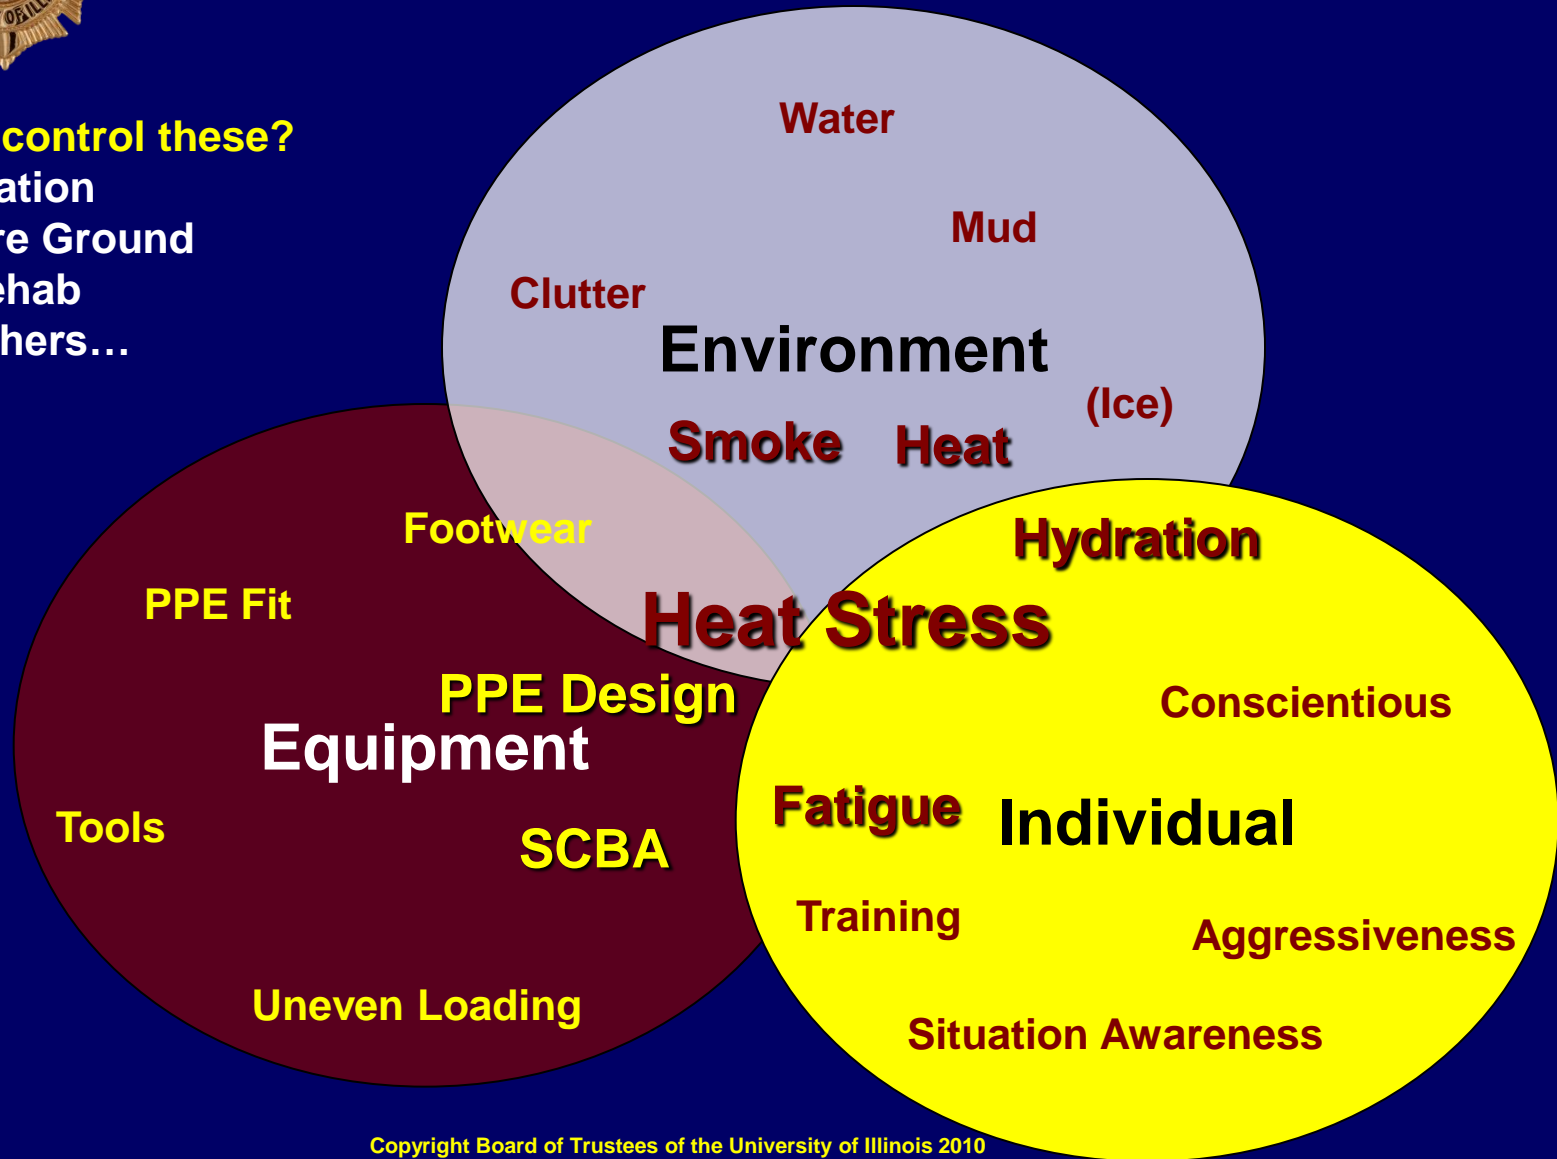 OF ILLI
control these?
ation
re Ground
ehab
hers…
Water
Mud
Clutter
Environment
(Ice)
Smoke Heat
Footwear
Hydration
PPE Fit
Heat Stress
PPE Design
Conscientious
Equipment
Fatigue Individual
Tools
SCBA
Training
Aggressiveness
Uneven Loading
Situation Awareness
Copyright Board of Trustees of the University of Illinois 2010